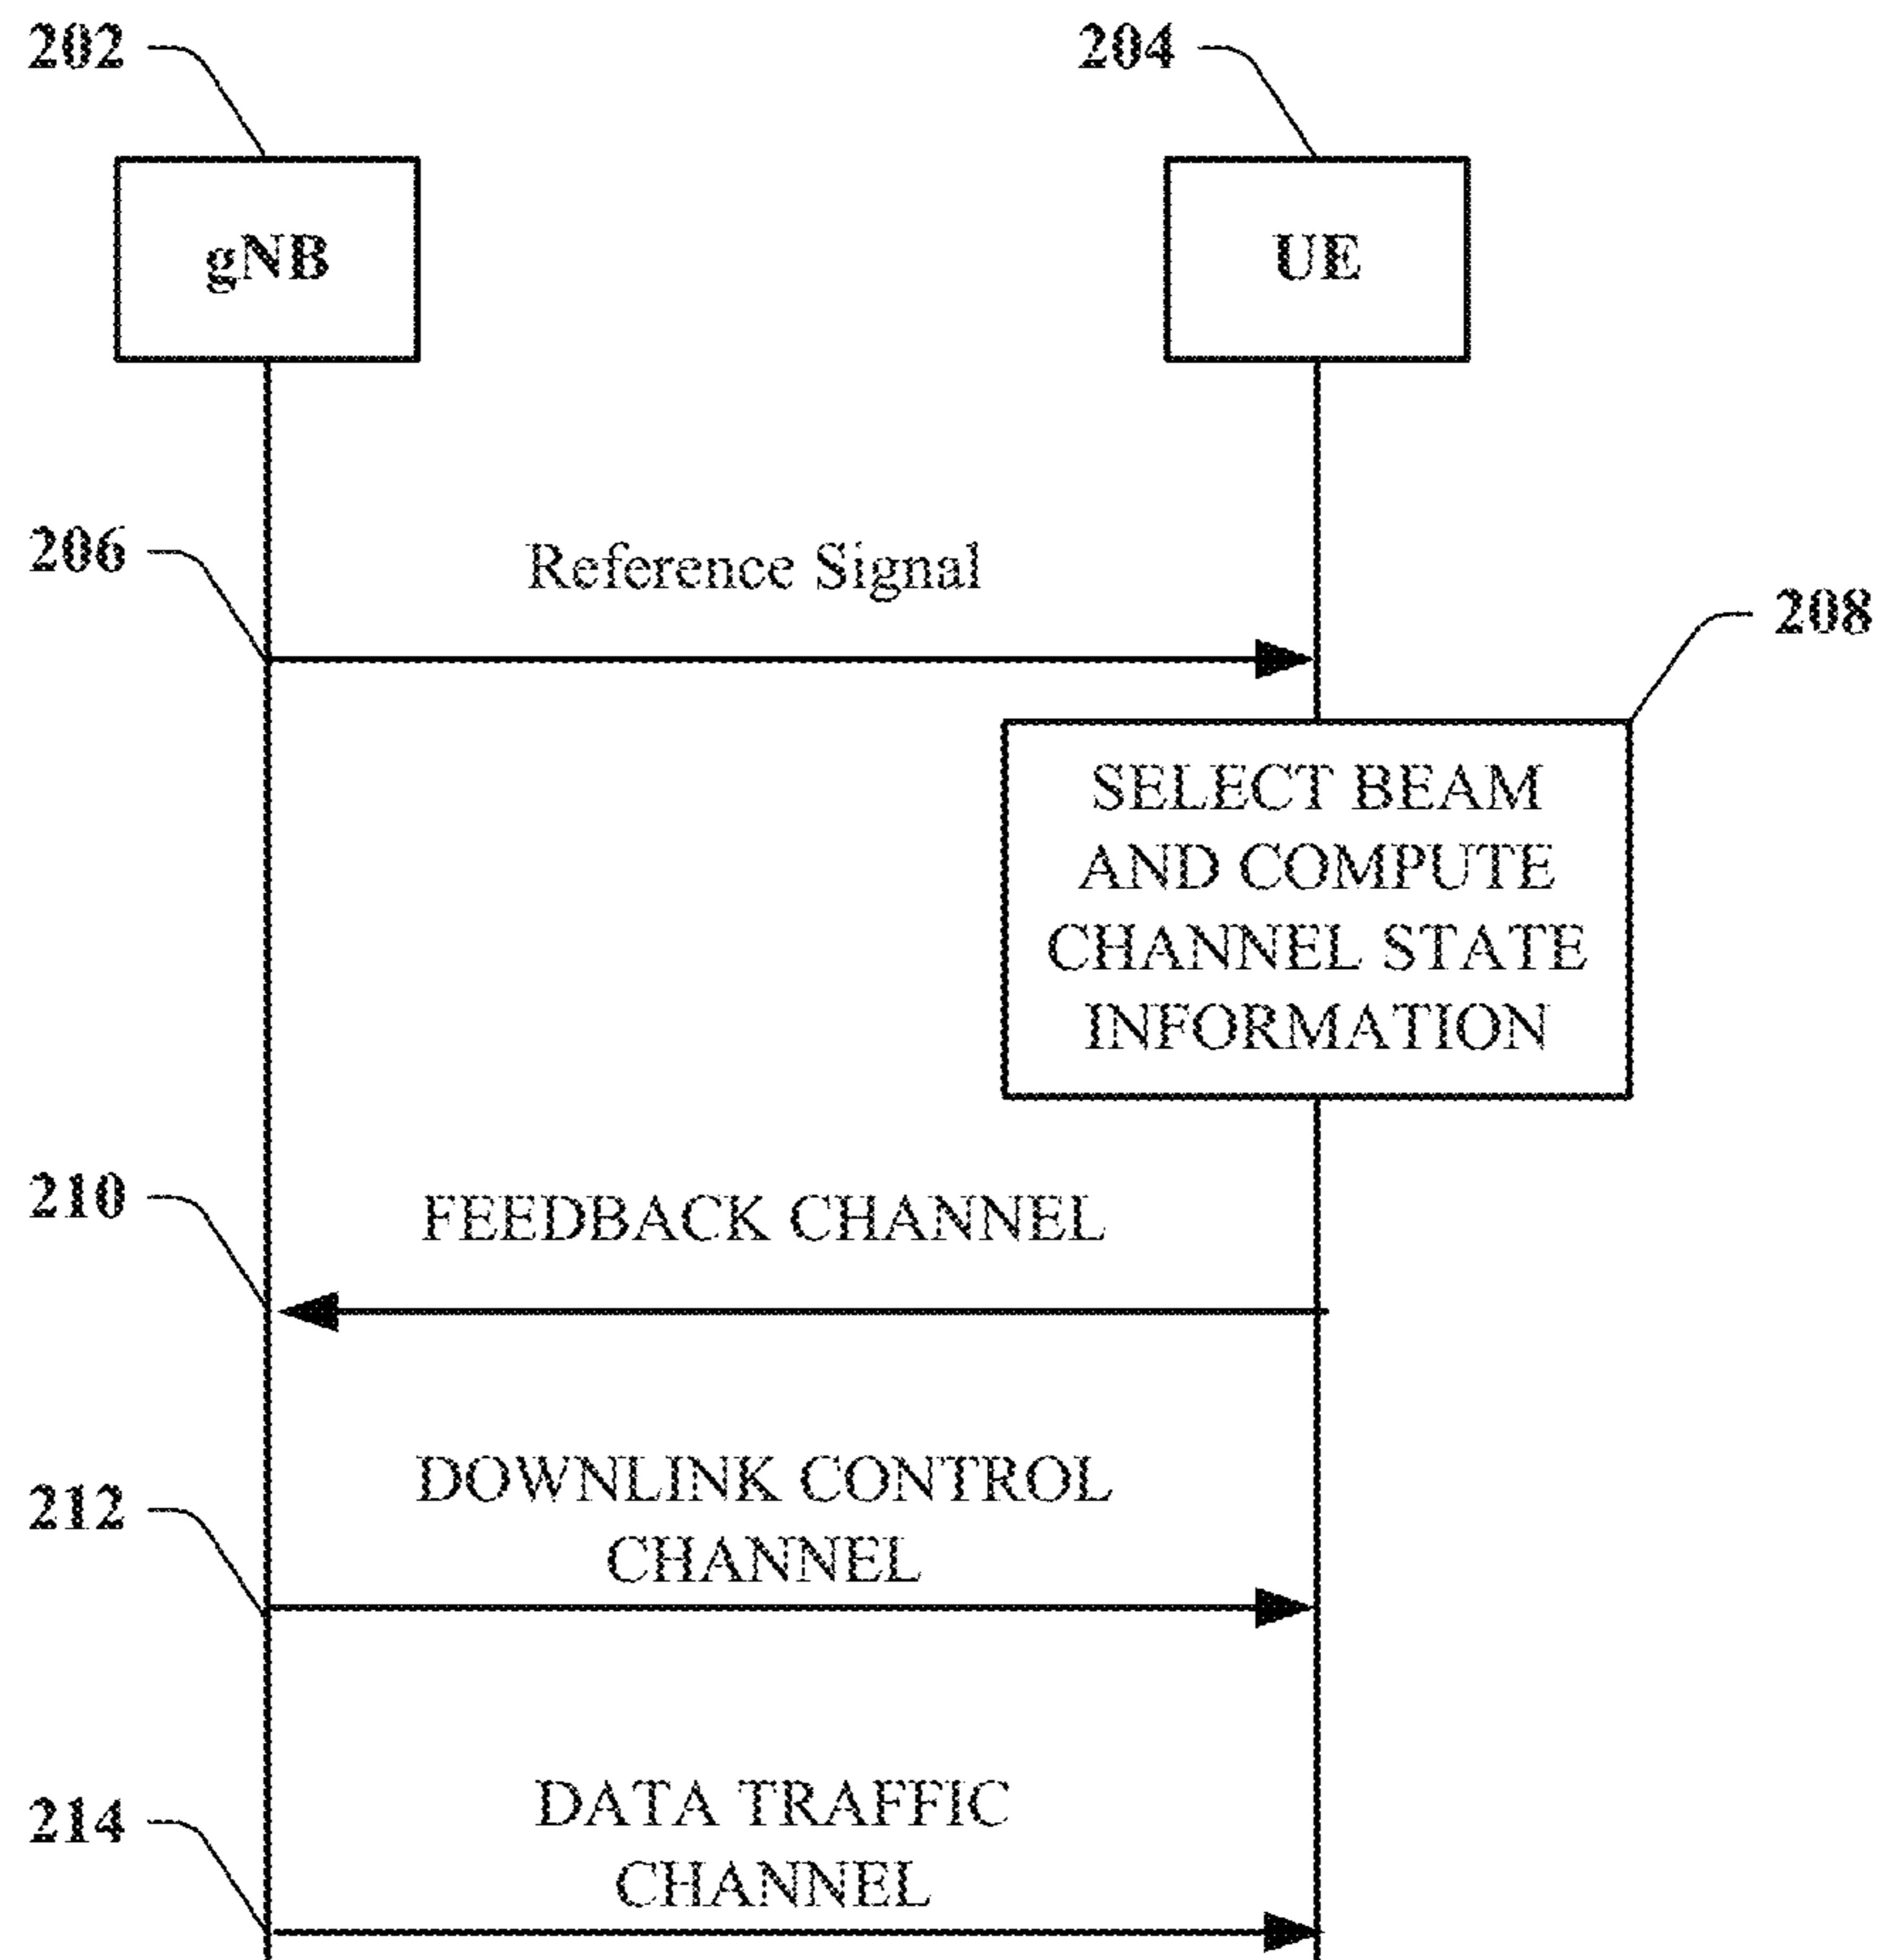 202
204
gNB
UE
206
Reference Signal
208
SELECT BEAM
AND COMPUTE
CHANNEL STATE
INFORMATION
210
FEEDBACK CHANNEL
212
DOWNLINK CONTROL
CHANNEL
214
DATA TRAFFIC
CHANNEL